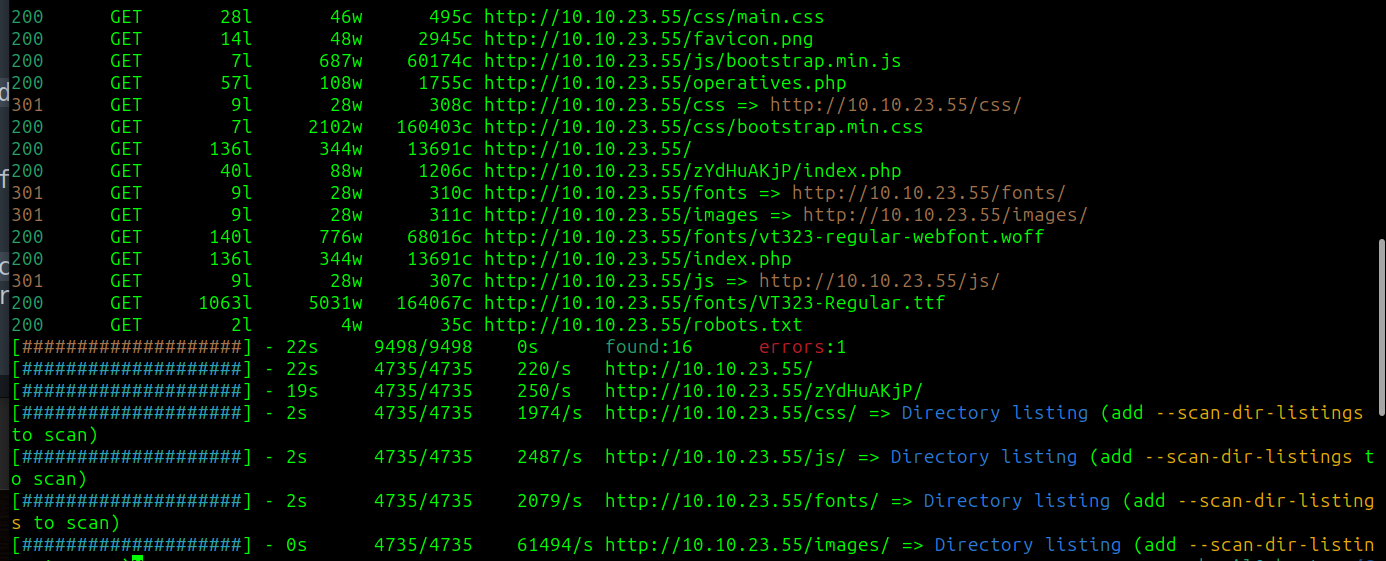 200 GET 28l 46w 495c http://10.10.23.55/css/main.css
200 GET 14l 48w 2945c http://10.10.23.55/favicon.png
200 GET 7l 687w 60174c http://10.10.23.55/js/bootstrap.min.js
200 GET 57l 108w 1755c http://10.10.23.55/operatives.php
301 GET 9l 28w 308c http://10.10.23.55/css => http://10.10.23.55/css/
200 GET 7l 2102w 160403c http://10.10.23.55/css/bootstrap.min.css
200 GET 136l 344w 13691c http://10.10.23.55/
200 GET 40l 88w 1206c http://10.10.23.55/zYdHuAKjP/index.php
301 GET 9l 28w 310c http://10.10.23.55/fonts => http://10.10.23.55/fonts/
301 GET 9l 28w 311c http://10.10.23.55/images => http://10.10.23.55/images/
200 GET 140l 776w 68016c http://10.10.23.55/fonts/vt323-regular-webfont.woff
200 GET 136l 344w 13691c http://10.10.23.55/index.php
301 GET 9l 28w 307c http://10.10.23.55/js => http://10.10.23.55/js/
200 GET 1063l 5031w 164067c http://10.10.23.55/fonts/VT323-Regular.ttf
200 GET 2l 4w 35c http://10.10.23.55/robots.txt
[####################] - 22s 9498/9498 0s found:16 errors:1
[####################] - 22s 4735/4735 220/s http://10.10.23.55/
[####################] - 19s 4735/4735 250/s http://10.10.23.55/zYdHuAKjP/
[####################] - 2s 4735/4735 1974/s http://10.10.23.55/css/ => Directory listing (add --scan-dir-listings
to scan)
[####################] - 2s 4735/4735 2487/s http://10.10.23.55/js/ => Directory listing (add --scan-dir-listings t
o scan)
[####################] - 2s 4735/4735 2079/s http://10.10.23.55/fonts/ => Directory listing (add --scan-dir-listing
s to scan)
[####################] - 0s 4735/4735 61494/s http://10.10.23.55/images/ => Directory listing (add --scan-dir-listin